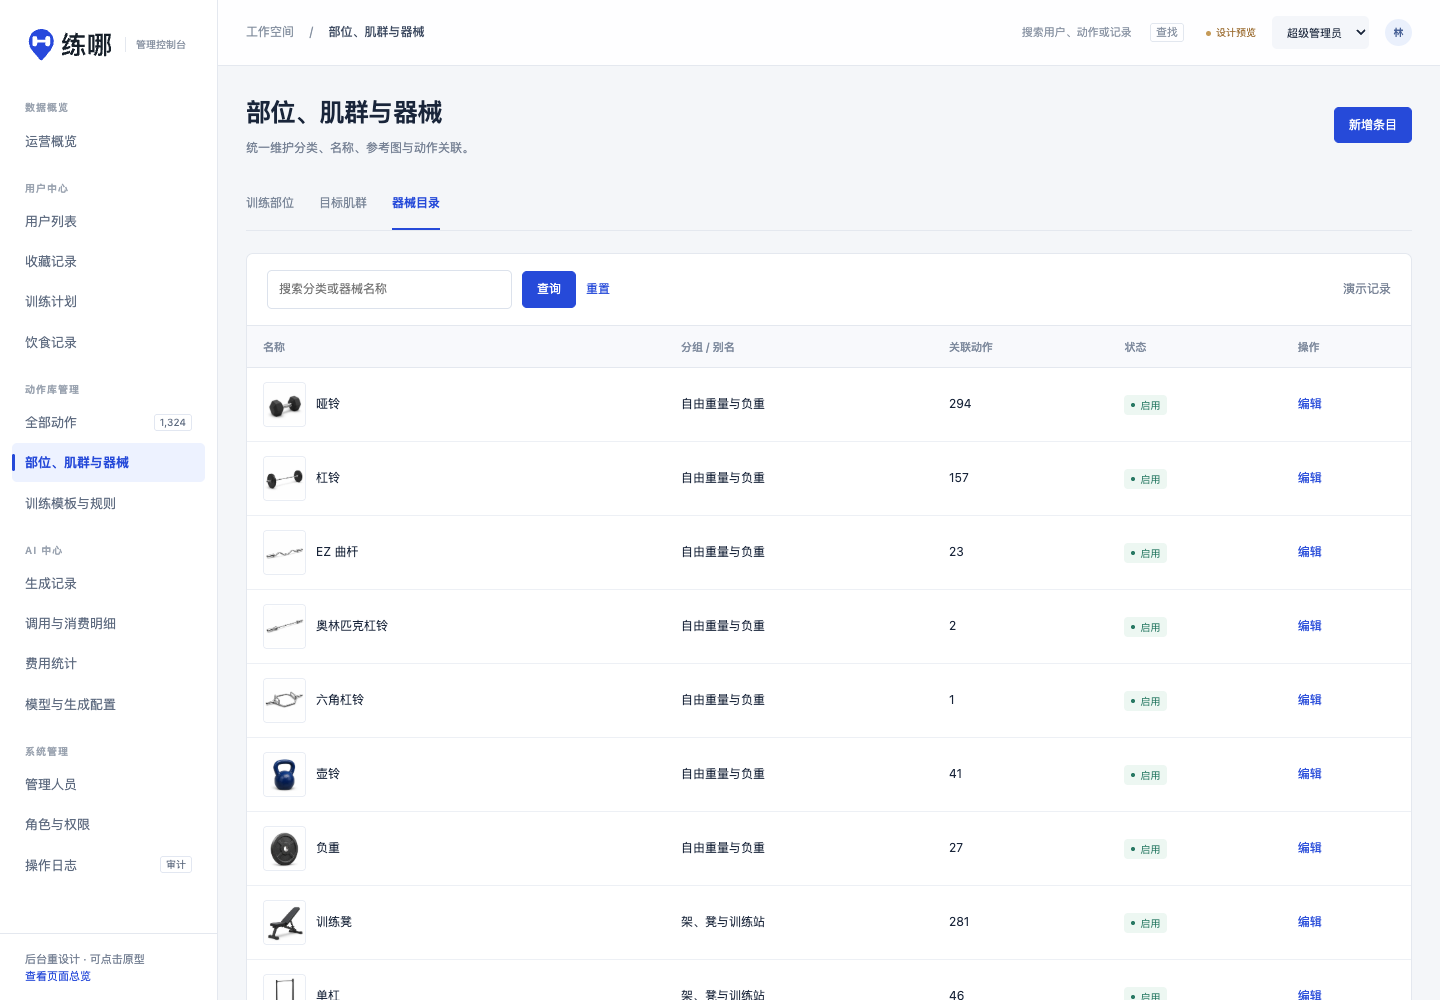 练哪
管理控制台
数据概览
运营概览
用户中心
用户列表
收藏记录
训练计划
饮食记录
动作库管理
全部动作 1,324
部位、肌群与器械
训练模板与规则
AI 中心
生成记录
调用与消费明细
费用统计
模型与生成配置
系统管理
管理人员
角色与权限
操作日志 审计
后台重设计 · 可点击原型
查看页面总览
工作空间 / 部位、肌群与器械
搜索用户、动作或记录 查找 设计预览 超级管理员 林
部位、肌群与器械
统一维护分类、名称、参考图与动作关联。
新增条目
训练部位 目标肌群 器械目录
搜索分类或器械名称 查询 重置 演示记录
名称 分组 / 别名 关联动作 状态 操作
哑铃 自由重量与负重 294 启用 编辑
杠铃 自由重量与负重 157 启用 编辑
EZ 曲杆 自由重量与负重 23 启用 编辑
奥林匹克杠铃 自由重量与负重 2 启用 编辑
六角杠铃 自由重量与负重 1 启用 编辑
壶铃 自由重量与负重 41 启用 编辑
负重 自由重量与负重 27 启用 编辑
训练凳 架、凳与训练站 281 启用 编辑
单杠 架、凳与训练站 46 启用 编辑